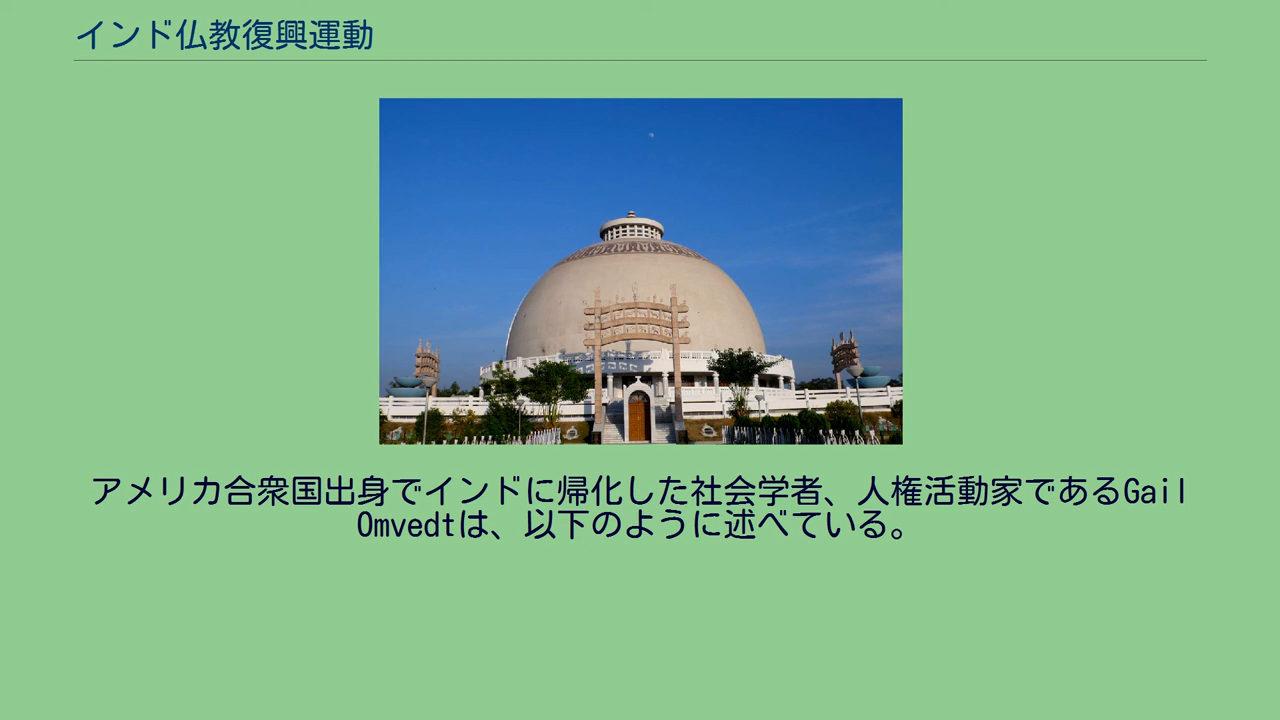 インド仏教復興運動
アメリカ合衆国出身でインドに帰化した社会学者、人権活動家であるGail
Omvedtは、以下のように述べている。